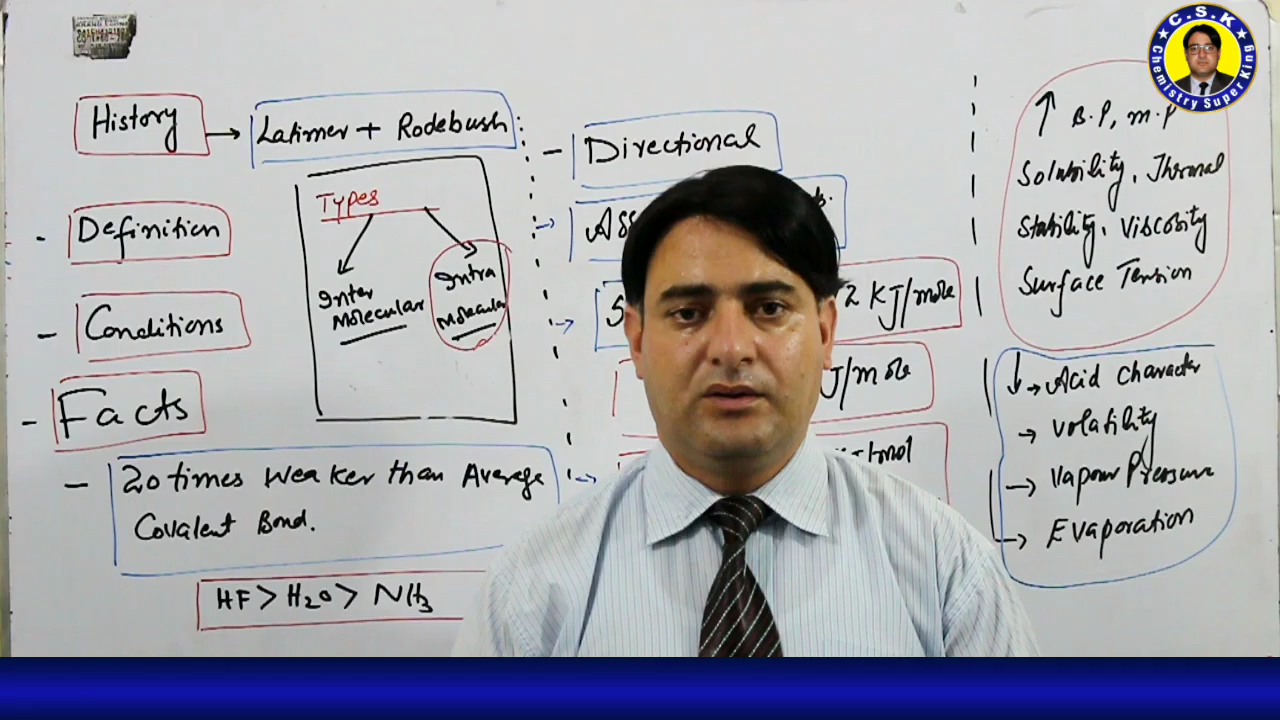 C.S.K
Chemistry Super King
History
Latimer + Rodebush
Definition
Conditions
Facts
20 times weaker than Average
Covalent Bond.
HF > H2O > NH3
Types
Inter
Molecular
Intra
Molecular
Directional
2 KJ/mole
J/mole
↑ B.P, m.P
Solubility, Thermal
Stability, Viscosity
Surface Tension
↓ → Acid character
→ volatility
→ Vapour Pressure
→ Evaporation